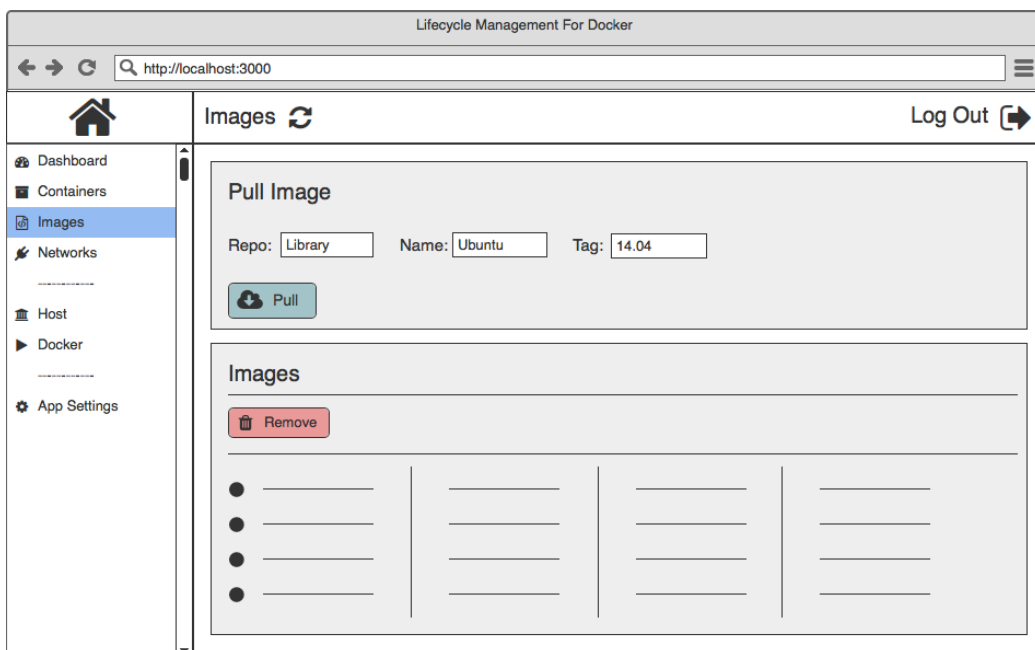 Lifecycle Management For Docker
http://localhost:3000
Images
Log Out
Dashboard
Containers
Images
Networks
Host
Docker
App Settings
Pull Image
Repo: Library Name: Ubuntu Tag: 14.04
Pull
Images
Remove